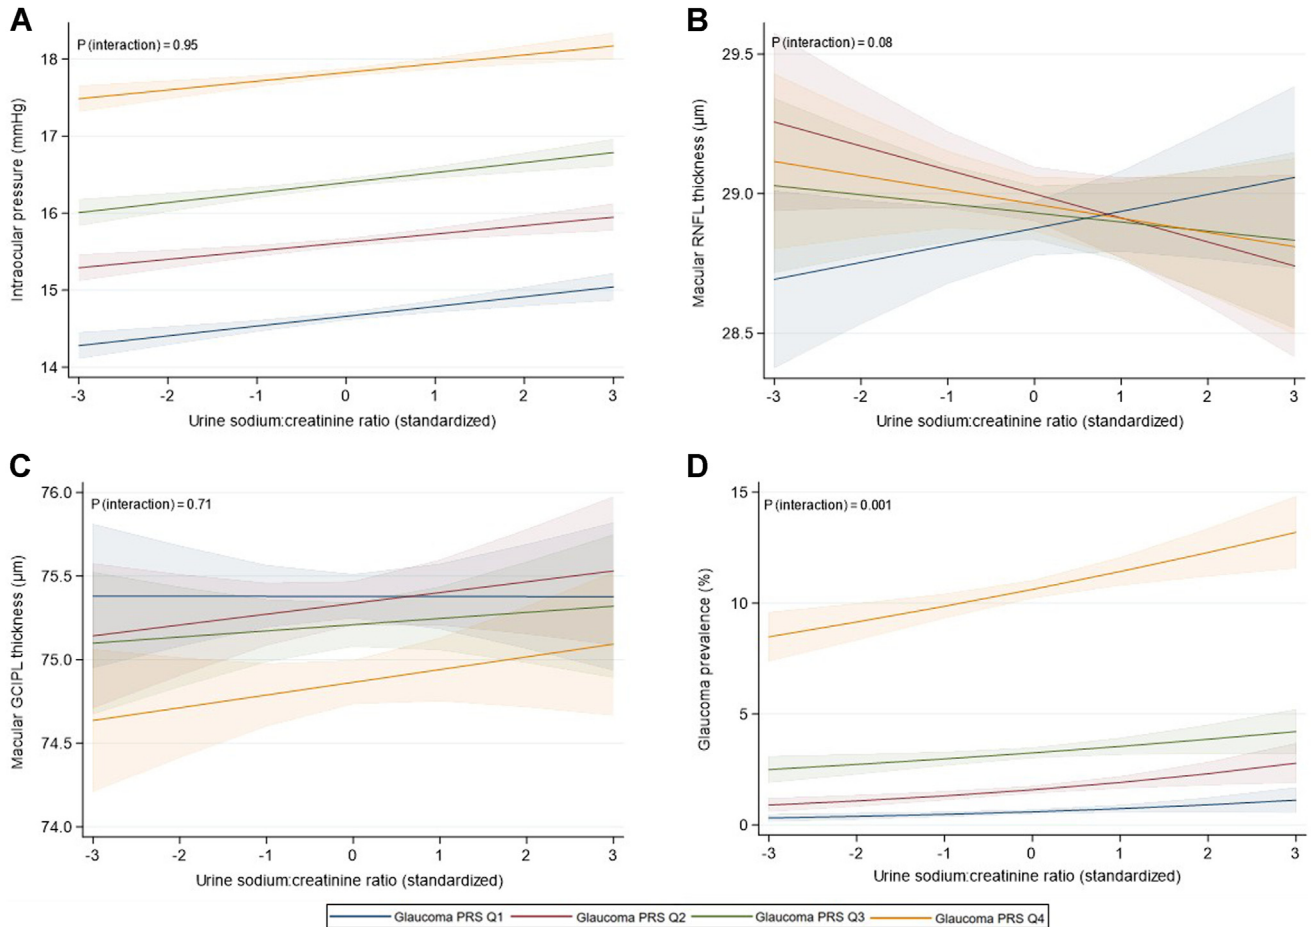 A
P (interaction) = 0.95
Intraocular pressure (mmHg)
18
17
16
15
14
-3 -2 -1 0 1 2 3
Urine sodium:creatinine ratio (standardized)
B
P (interaction) = 0.08
Macular RNFL thickness (µm)
29.5
29.0
28.5
-3 -2 -1 0 1 2 3
Urine sodium:creatinine ratio (standardized)
C
P (interaction) = 0.71
Macular GCIPL thickness (µm)
76.0
75.5
75.0
74.5
74.0
-3 -2 -1 0 1 2 3
Urine sodium:creatinine ratio (standardized)
D
P (interaction) = 0.001
Glaucoma prevalence (%)
15
10
5
0
-3 -2 -1 0 1 2 3
Urine sodium:creatinine ratio (standardized)
Glaucoma PRS Q1 Glaucoma PRS Q2 Glaucoma PRS Q3 Glaucoma PRS Q4